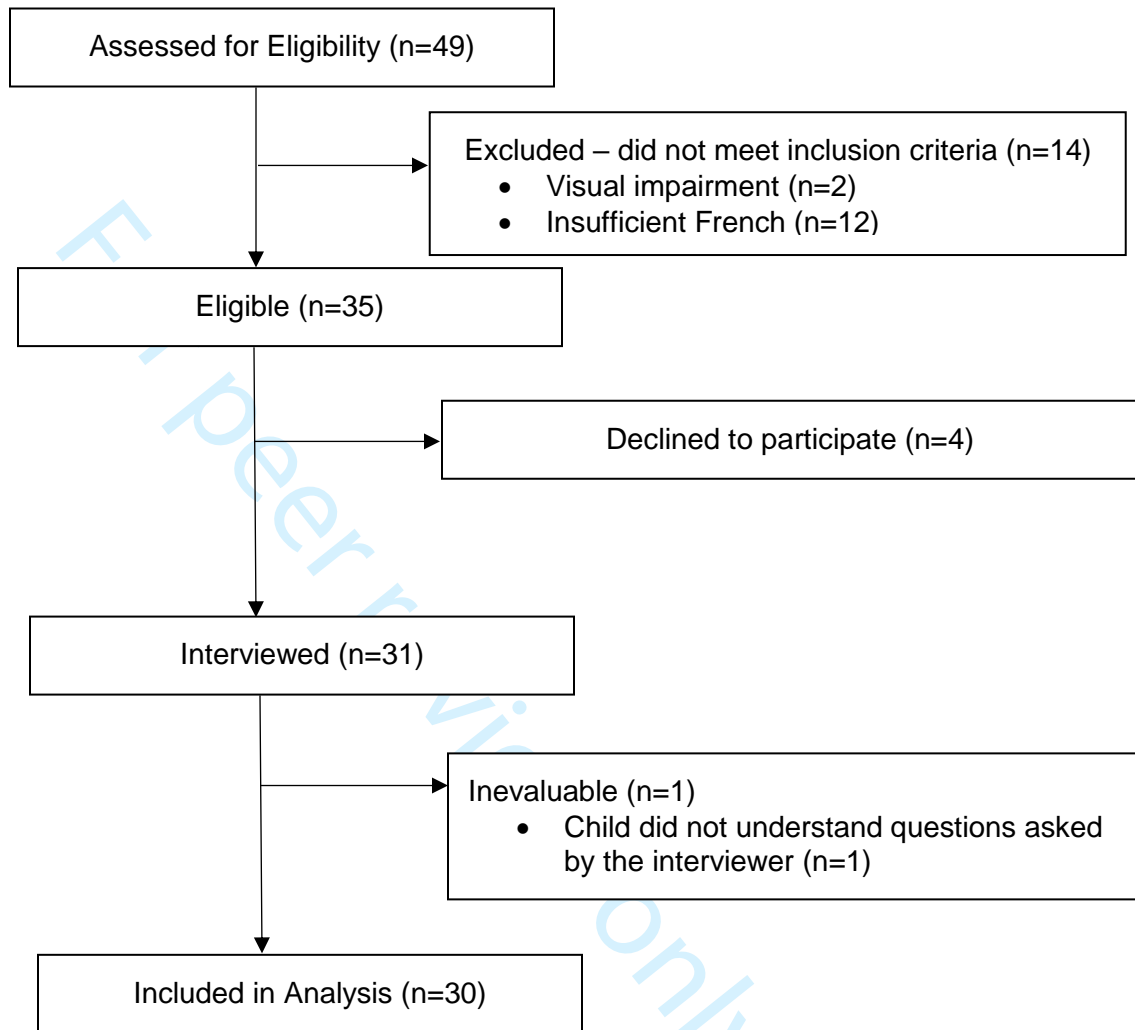 Assessed for Eligibility (n=49)
Excluded – did not meet inclusion criteria (n=14)
• Visual impairment (n=2)
• Insufficient French (n=12)
Eligible (n=35)
Declined to participate (n=4)
Interviewed (n=31)
Inevaluable (n=1)
• Child did not understand questions asked
by the interviewer (n=1)
Included in Analysis (n=30)